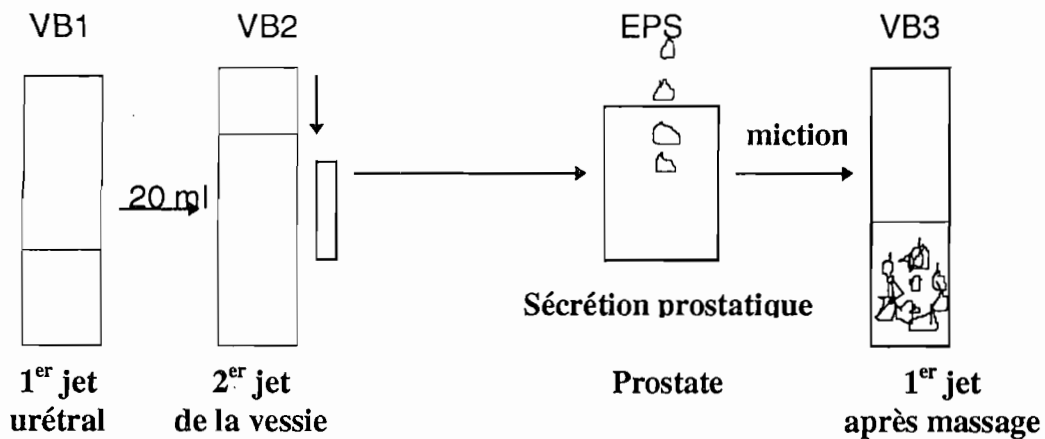 VB1 VB2 EPS VB3
miction
20 ml
Sécrétion prostatique
1er jet 2er jet Prostate 1er jet
urétral de la vessie après massage